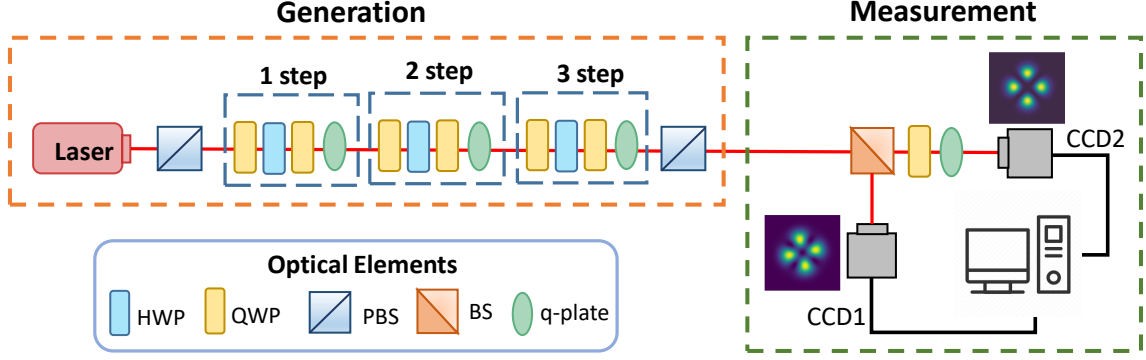 Generation
Measurement
1 step
2 step
3 step
Laser
CCD2
CCD1
Optical Elements
HWP
QWP
PBS
BS
q-plate